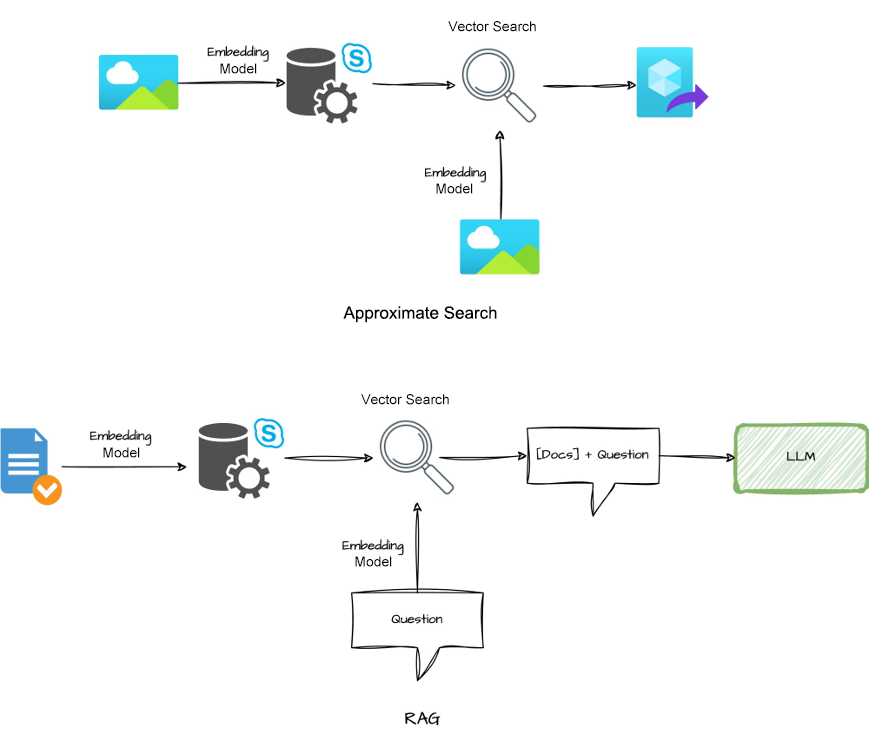 Vector Search
Embedding
Model
S
Embedding
Model
Approximate Search
Vector Search
Embedding
Model
S
[Docs] + Question
LLM
Embedding
Model
Question
RAG